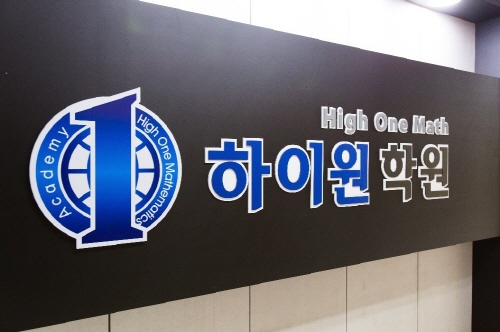 Academy
1
High One Mathematics
High One Math
하이원 학원